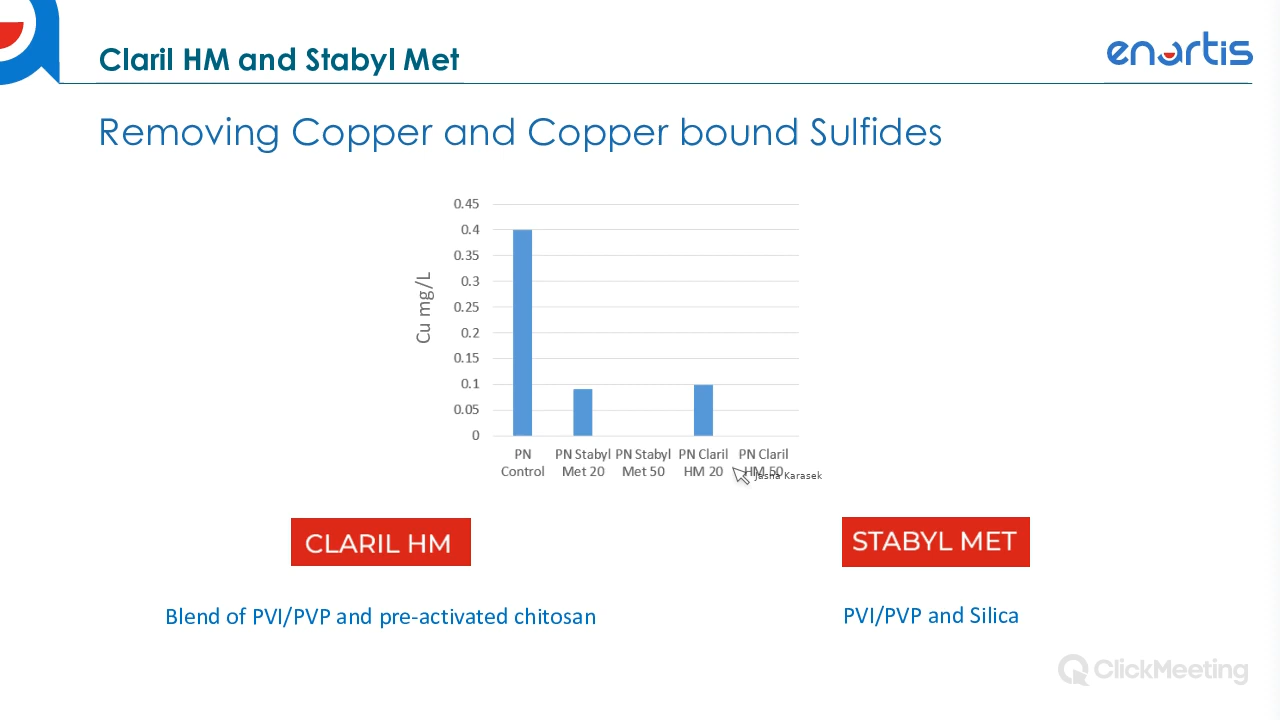 Claril HM and Stabyl Met
enartis
Removing Copper and Copper bound Sulfides
0.45
0.4
0.35
0.3
0.25
0.2
0.15
0.1
0.05
0
Cu mg/L
PN Control
PN Stabyl Met 20
PN Stabyl Met 50
PN Claril HM 20
PN Claril HM 50
Jasha Karasek
CLARIL HM
STABYL MET
Blend of PVI/PVP and pre-activated chitosan
PVI/PVP and Silica
ClickMeeting